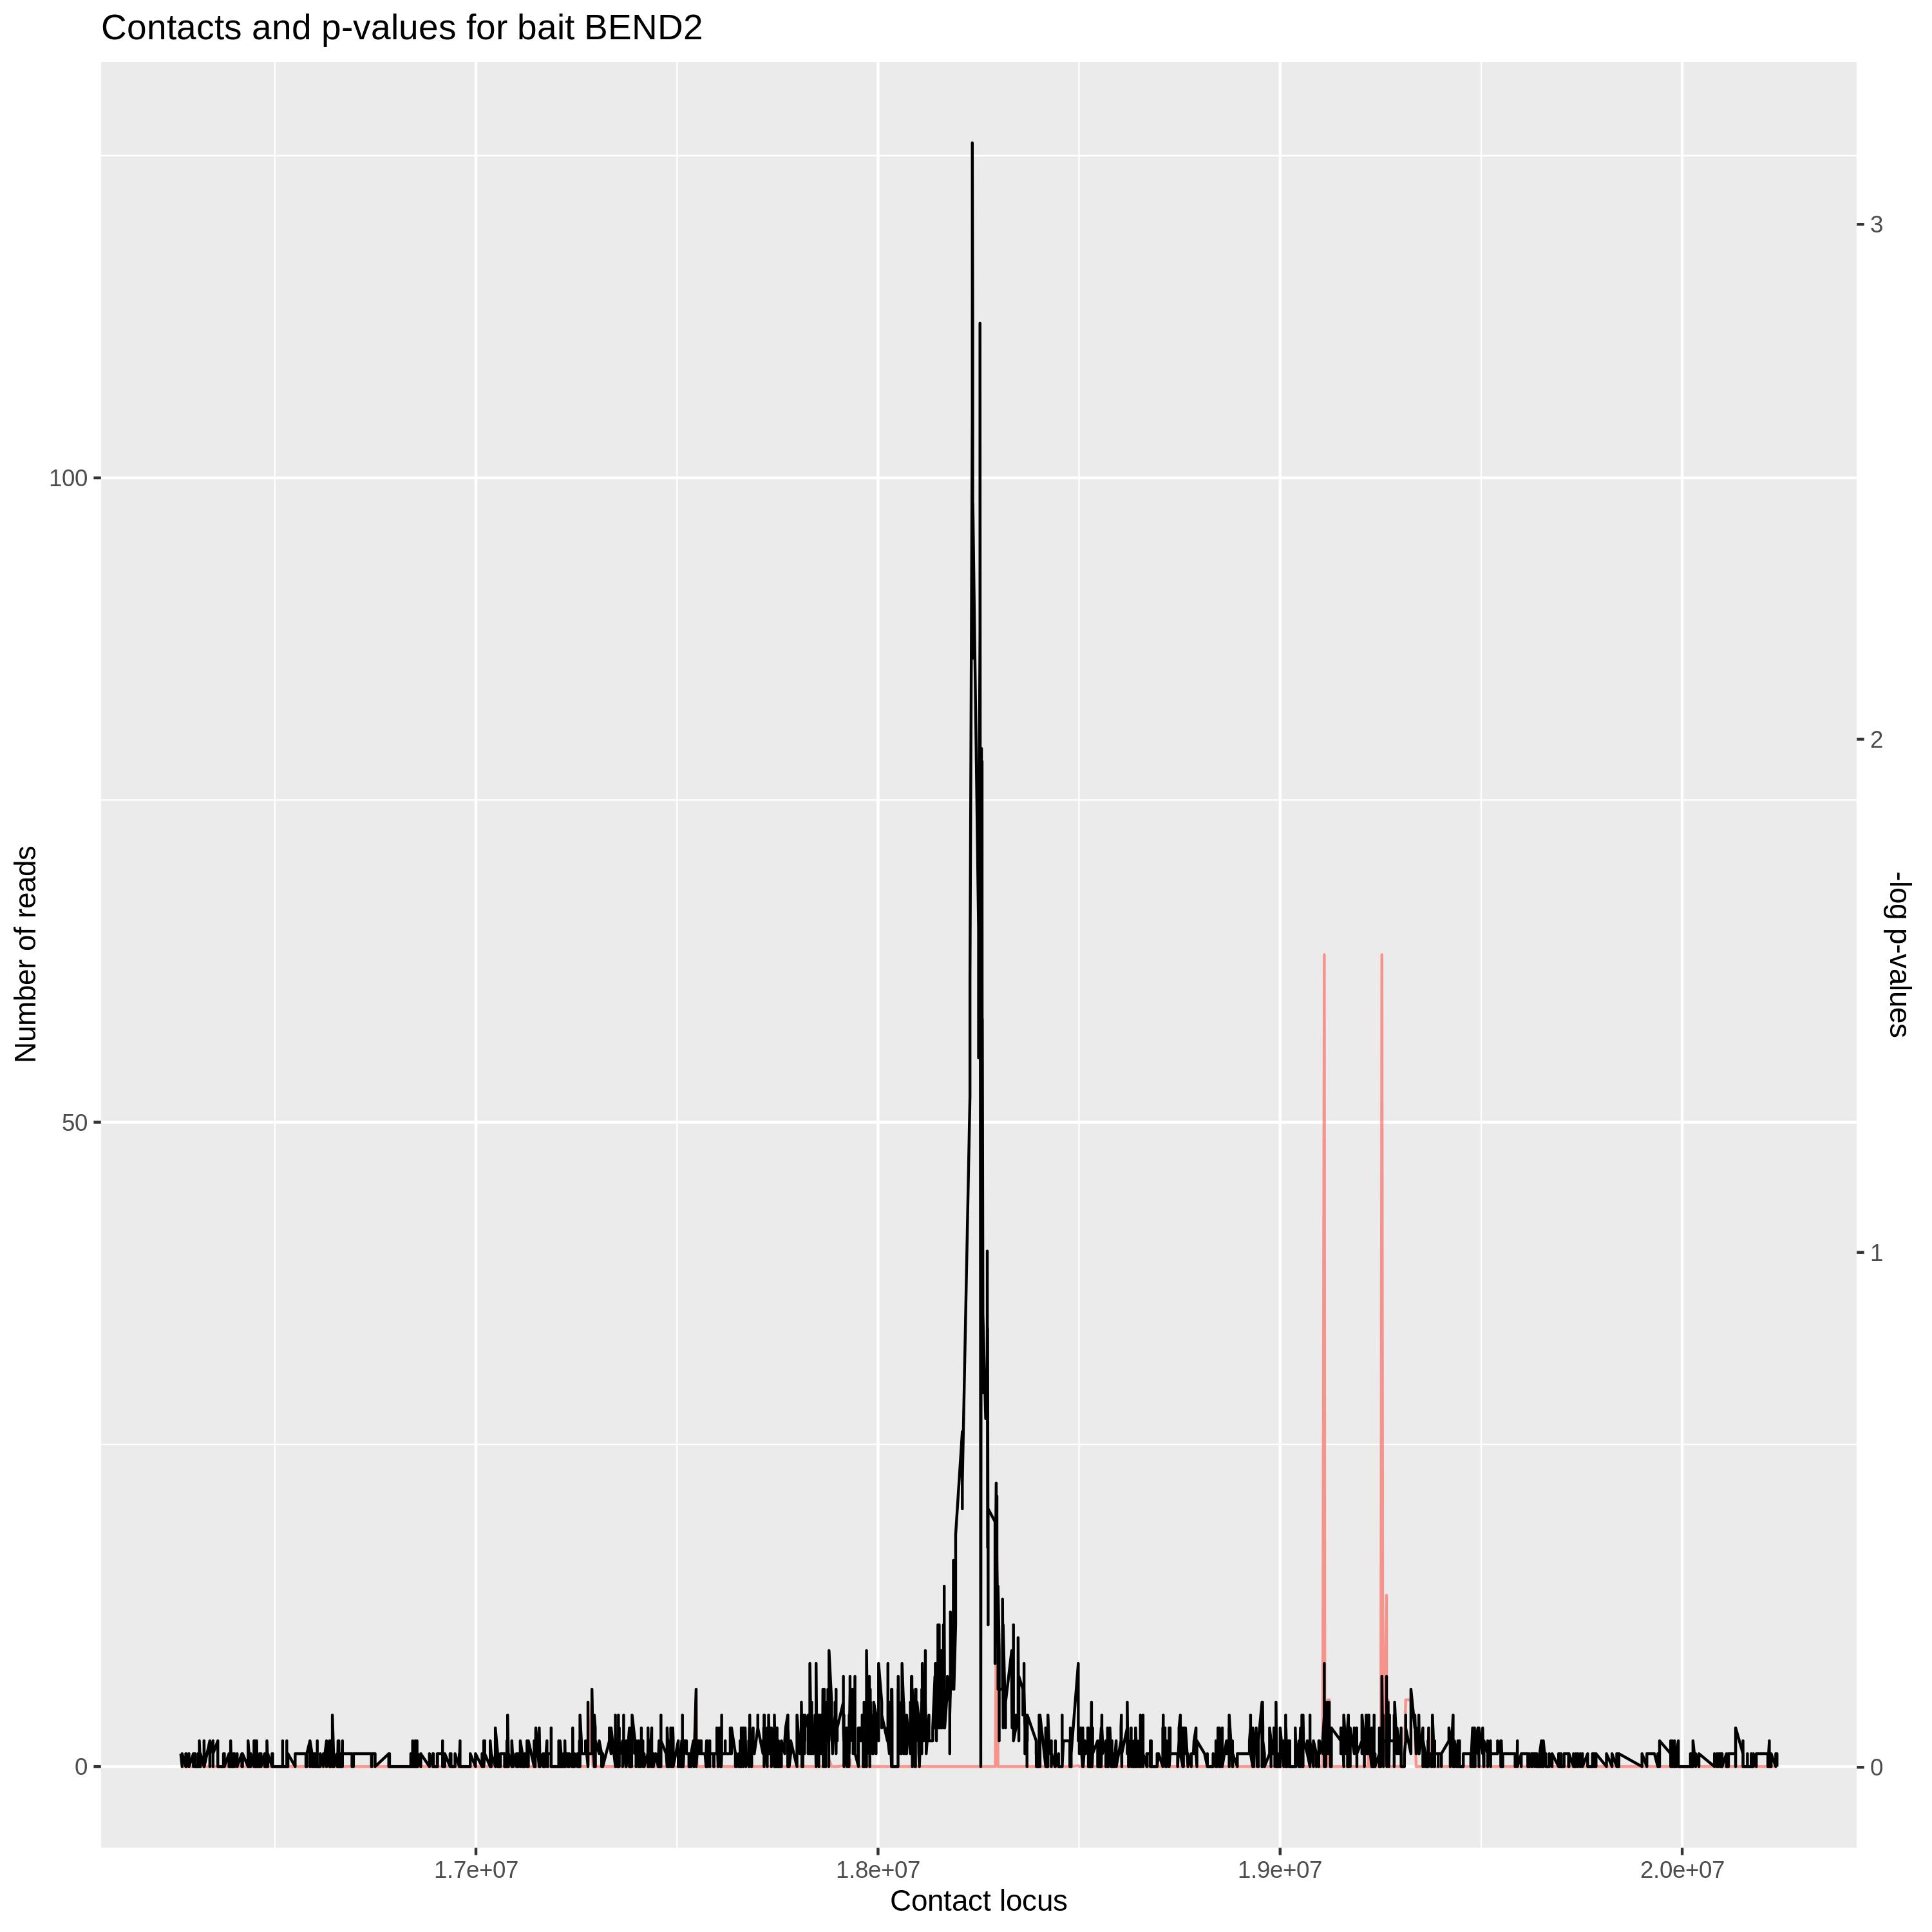 Contacts and p-values for bait BEND2
Number of reads
100
50
0
3
2
1
0
-log p-values
1.7e+07
1.8e+07
1.9e+07
2.0e+07
Contact locus